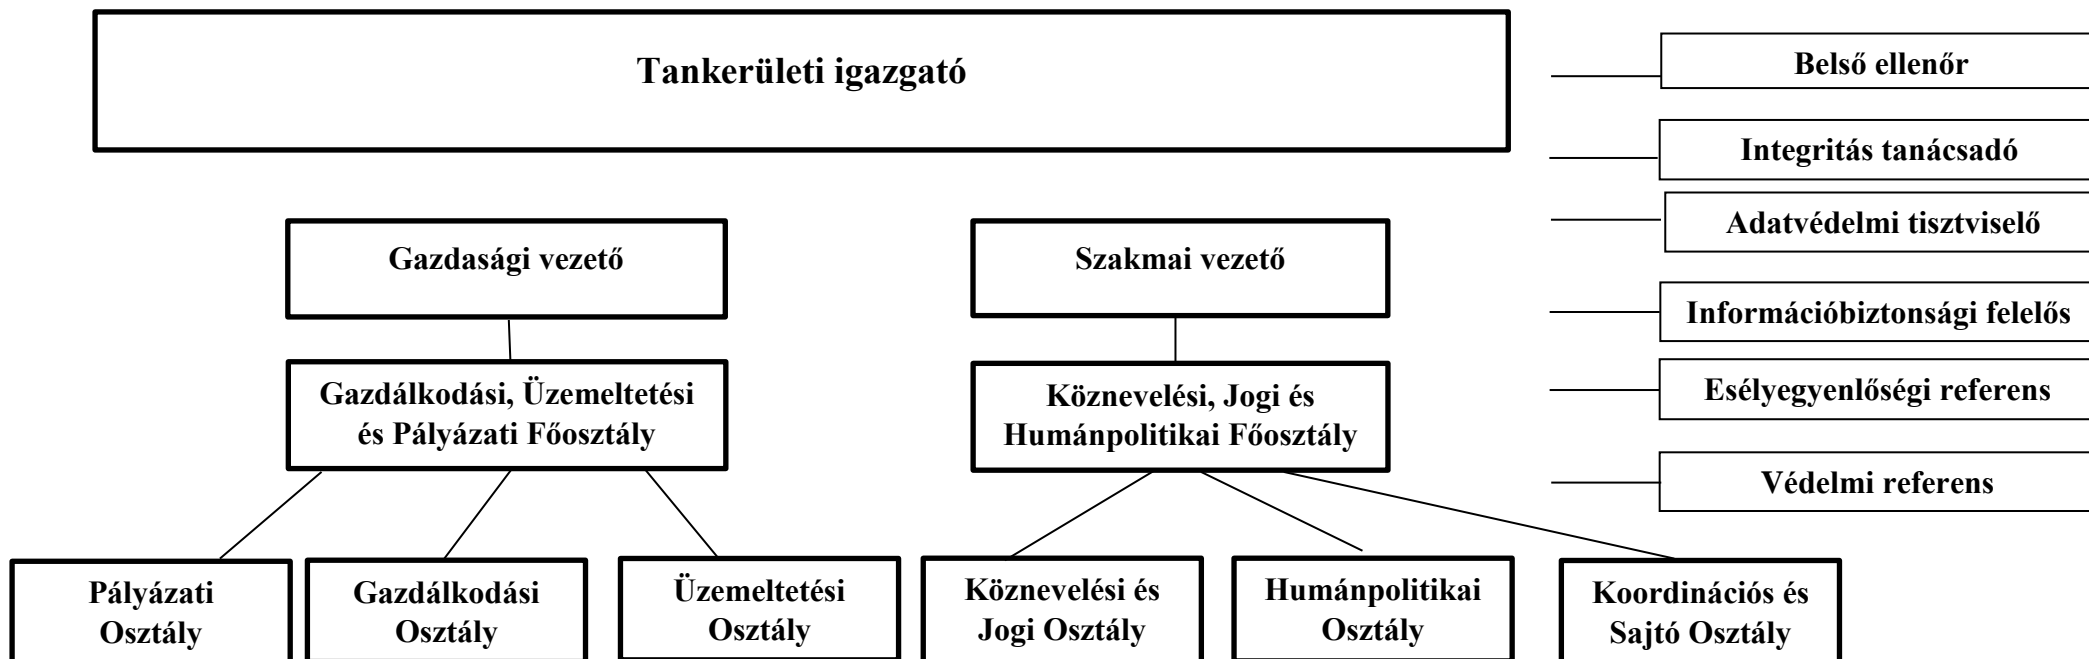 Tankerületi igazgató
Belső ellenőr
Integritás tanácsadó
Adatvédelmi tisztviselő
Információbiztonsági felelős
Esélyegyenlőségi referens
Védelmi referens
Gazdasági vezető
Szakmai vezető
Gazdálkodási, Üzemeltetési
és Pályázati Főosztály
Köznevelési, Jogi és
Humánpolitikai Főosztály
Pályázati
Osztály
Gazdálkodási
Osztály
Üzemeltetési
Osztály
Köznevelési és
Jogi Osztály
Humánpolitikai
Osztály
Koordinációs és
Sajtó Osztály